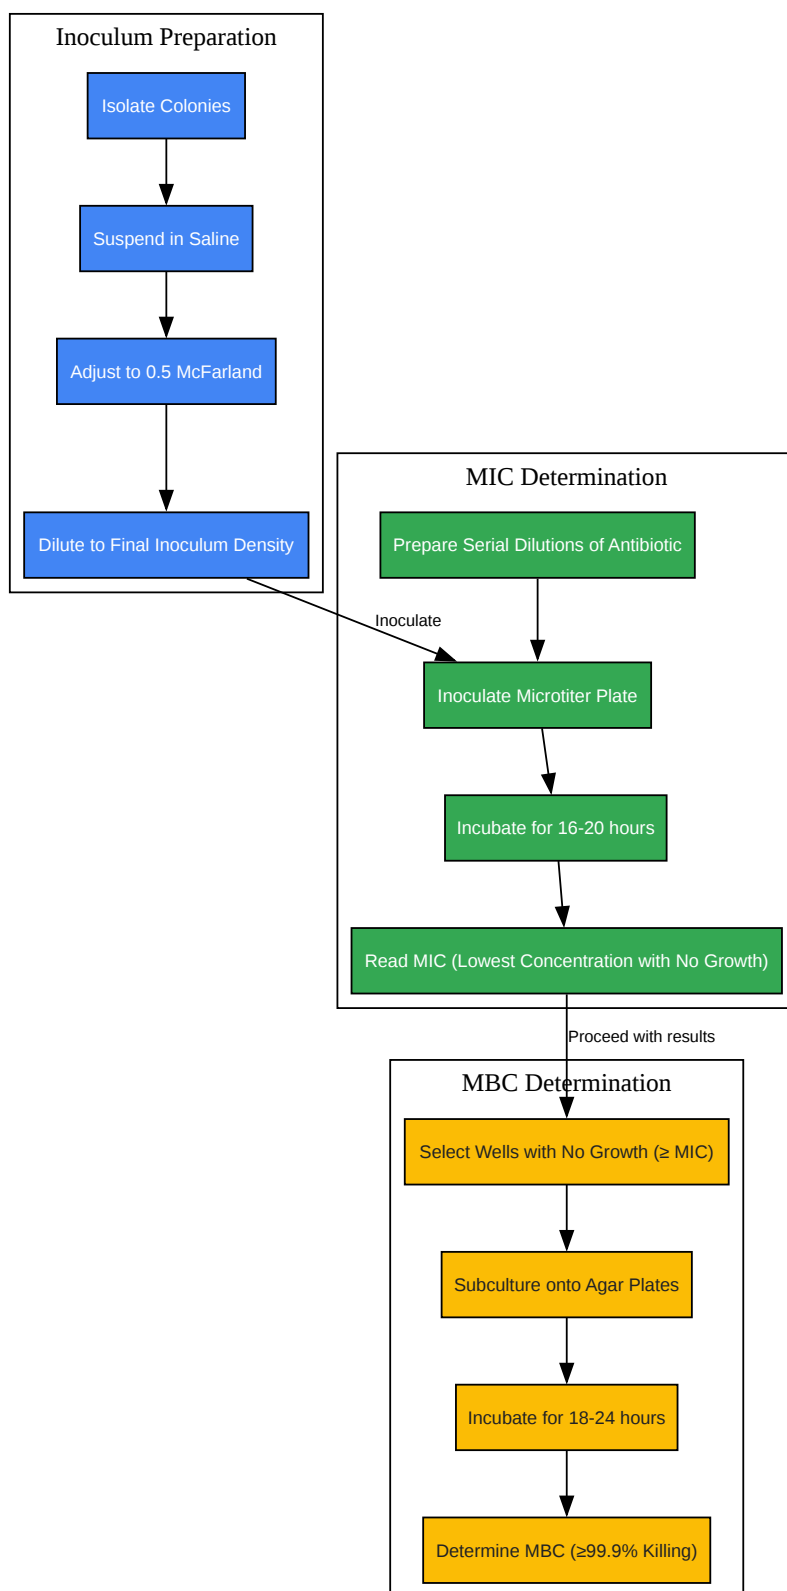 Inoculum Preparation
Isolate Colonies
Suspend in Saline
Adjust to 0.5 McFarland
Dilute to Final Inoculum Density
MIC Determination
Prepare Serial Dilutions of Antibiotic
Inoculate
Inoculate Microtiter Plate
Incubate for 16-20 hours
Read MIC (Lowest Concentration with No Growth)
Proceed with results
MBC Determination
Select Wells with No Growth (≥ MIC)
Subculture onto Agar Plates
Incubate for 18-24 hours
Determine MBC (≥99.9% Killing)